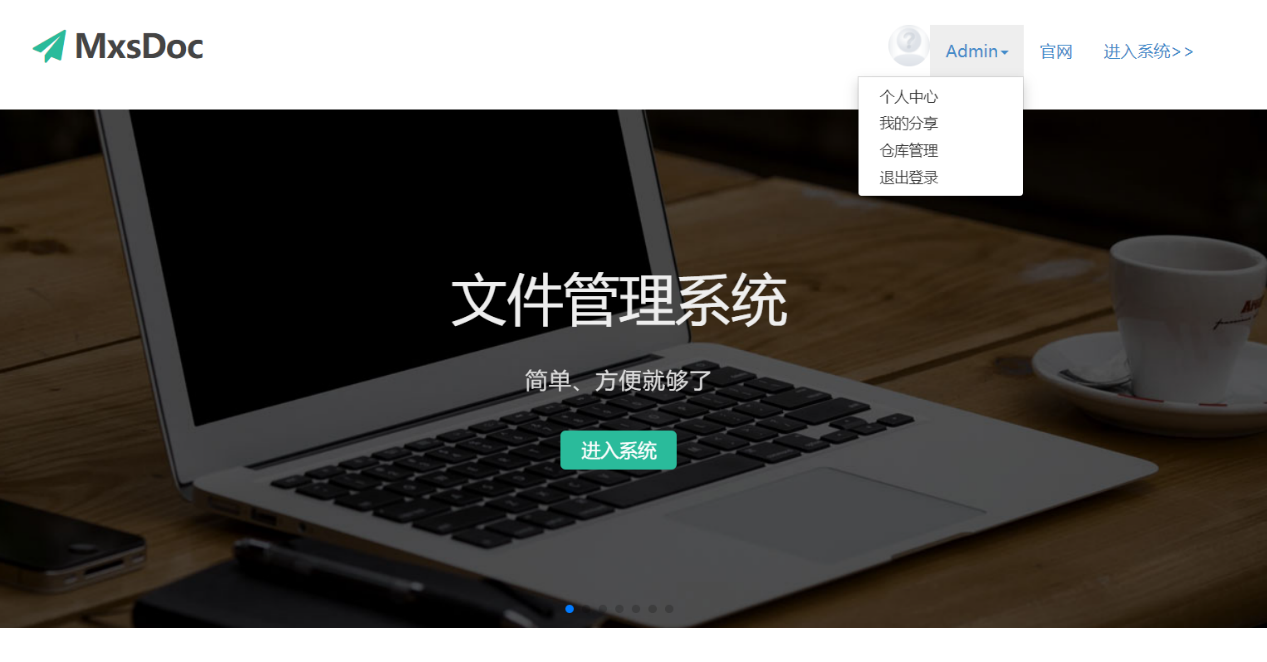 MxsDoc
Admin
官网
进入系统>>
个人中心
我的分享
仓库管理
退出登录
文件管理系统
简单、方便就够了
进入系统